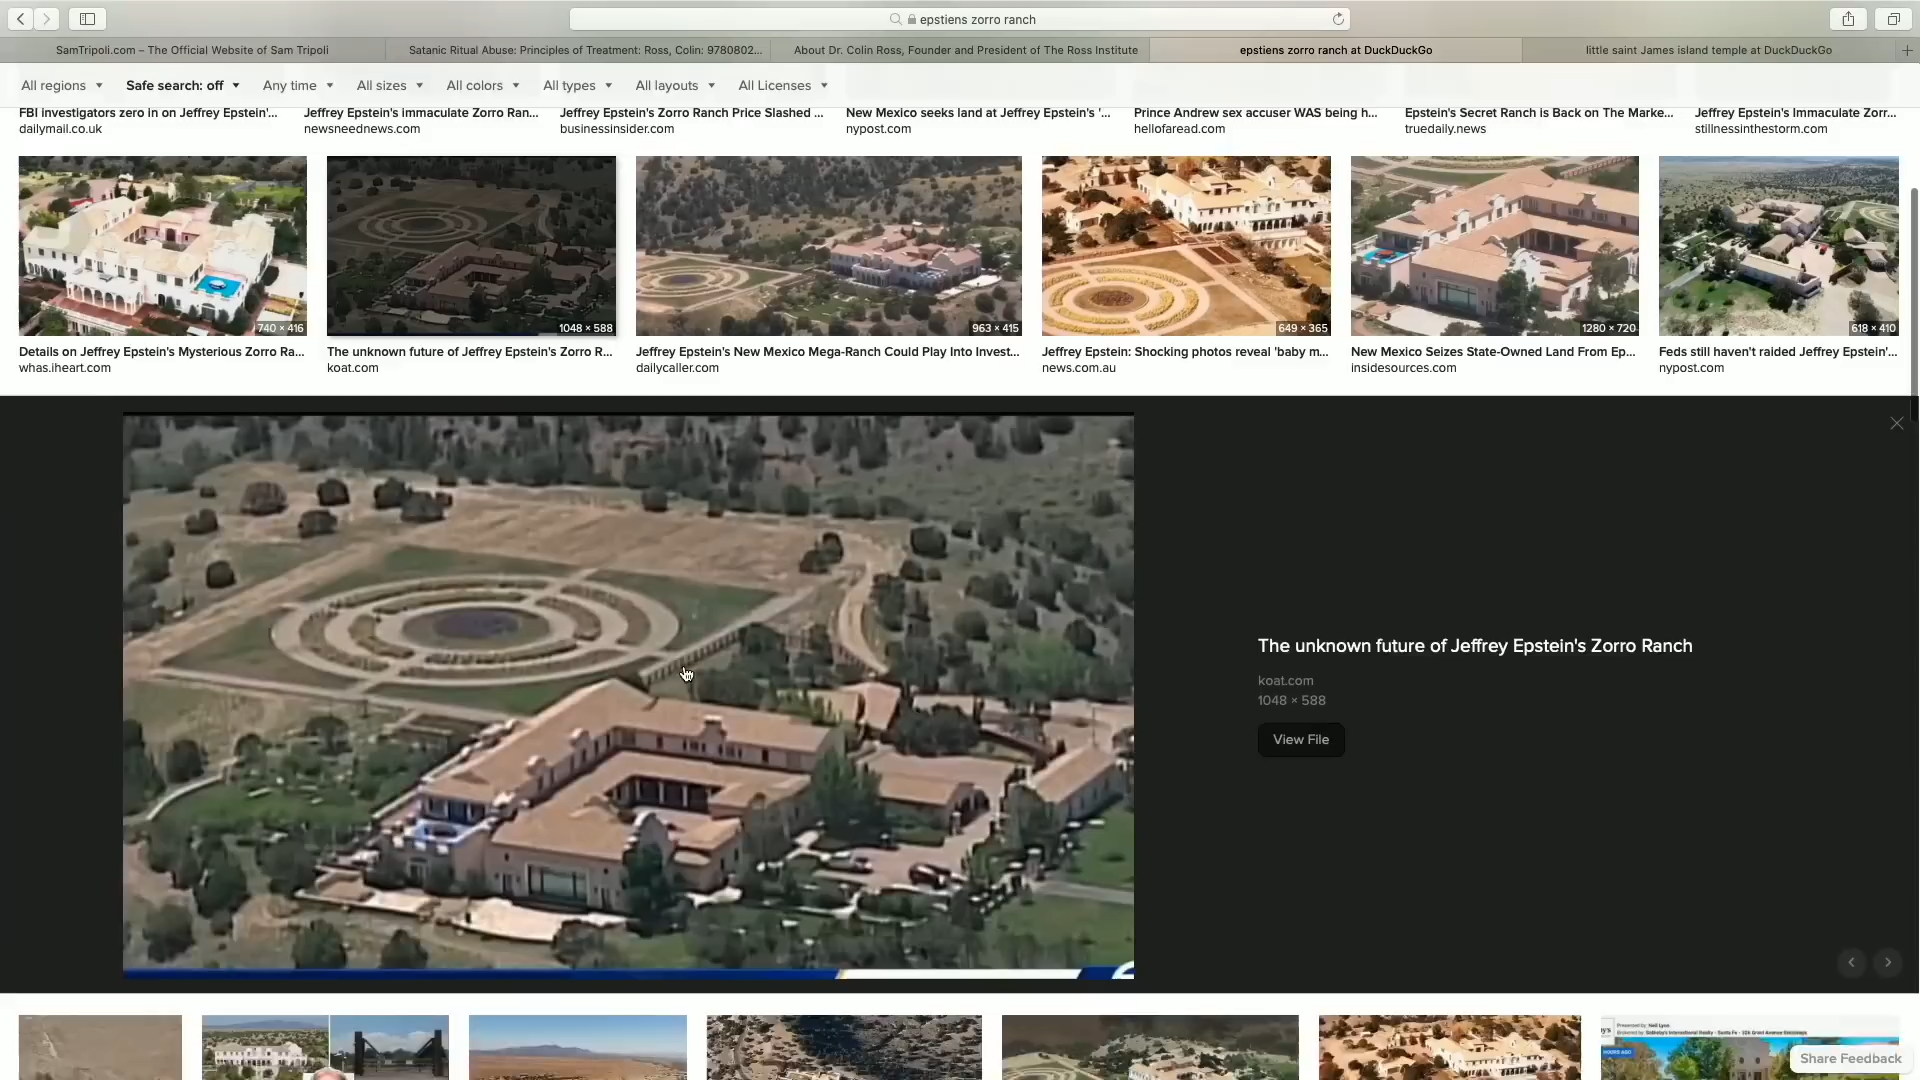 epstiens zorro ranch
SamTripoli.com – The Official Website of Sam Tripoli
Satanic Ritual Abuse: Principles of Treatment: Ross, Colin: 9780802...
About Dr. Colin Ross, Founder and President of The Ross Institute
epstiens zorro ranch at DuckDuckGo
little saint James island temple at DuckDuckGo
All regions
Safe search: off
Any time
All sizes
All colors
All types
All layouts
All Licenses
FBI investigators zero in on Jeffrey Epstein'...
Jeffrey Epstein's immaculate Zorro Ran...
Jeffrey Epstein's Zorro Ranch Price Slashed ...
New Mexico seeks land at Jeffrey Epstein's '...
Prince Andrew sex accuser WAS being h...
Epstein's Secret Ranch is Back on The Marke...
Jeffrey Epstein's Immaculate Zorr...
dailymail.co.uk
newsneednews.com
businessinsider.com
nypost.com
hellofaread.com
truedaily.news
stillnessinthestorm.com
740 × 416
1048 × 588
963 × 415
649 × 365
1280 × 720
618 × 410
Details on Jeffrey Epstein's Mysterious Zorro Ra...
The unknown future of Jeffrey Epstein's Zorro R...
Jeffrey Epstein's New Mexico Mega-Ranch Could Play Into Invest...
Jeffrey Epstein: Shocking photos reveal 'baby m...
New Mexico Seizes State-Owned Land From Ep...
Feds still haven't raided Jeffrey Epstein'...
whas.iheart.com
koat.com
dailycaller.com
news.com.au
insidesources.com
nypost.com
The unknown future of Jeffrey Epstein's Zorro Ranch
koat.com
1048 × 588
View File
Presented by: Neil Lyon
Share Feedback